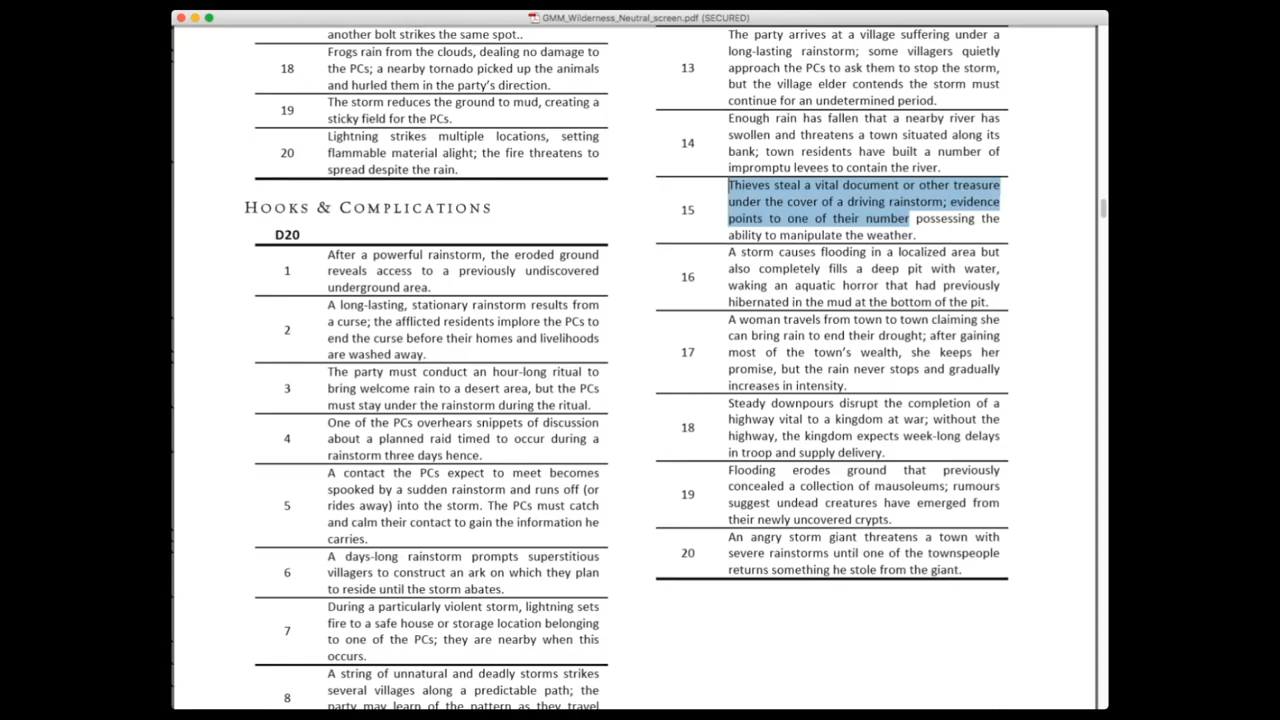 GMM_Wilderness_Neutral_screen.pdf (SECURED)
another bolt strikes the same spot..
18
Frogs rain from the clouds, dealing no damage to
the PCs; a nearby tornado picked up the animals
and hurled them in the party's direction.
19
The storm reduces the ground to mud, creating a
sticky field for the PCs.
20
Lightning strikes multiple locations, setting
flammable material alight; the fire threatens to
spread despite the rain.
HOOKS & COMPLICATIONS
D20
1
After a powerful rainstorm, the eroded ground
reveals access to a previously undiscovered
underground area.
2
A long-lasting, stationary rainstorm results from
a curse; the afflicted residents implore the PCs to
end the curse before their homes and livelihoods
are washed away.
3
The party must conduct an hour-long ritual to
bring welcome rain to a desert area, but the PCs
must stay under the rainstorm during the ritual.
4
One of the PCs overhears snippets of discussion
about a planned raid timed to occur during a
rainstorm three days hence.
5
A contact the PCs expect to meet becomes
spooked by a sudden rainstorm and runs off (or
rides away) into the storm. The PCs must catch
and calm their contact to gain the information he
carries.
6
A days-long rainstorm prompts superstitious
villagers to construct an ark on which they plan
to reside until the storm abates.
7
During a particularly violent storm, lightning sets
fire to a safe house or storage location belonging
to one of the PCs; they are nearby when this
occurs.
8
A string of unnatural and deadly storms strikes
several villages along a predictable path; the
party may learn of the pattern as they travel
13
The party arrives at a village suffering under a
long-lasting rainstorm; some villagers quietly
approach the PCs to ask them to stop the storm,
but the village elder contends the storm must
continue for an undetermined period.
14
Enough rain has fallen that a nearby river has
swollen and threatens a town situated along its
bank; town residents have built a number of
impromptu levees to contain the river.
15
Thieves steal a vital document or other treasure
under the cover of a driving rainstorm; evidence
points to one of their number possessing the
ability to manipulate the weather.
16
A storm causes flooding in a localized area but
also completely fills a deep pit with water,
waking an aquatic horror that had previously
hibernated in the mud at the bottom of the pit.
17
A woman travels from town to town claiming she
can bring rain to end their drought; after gaining
most of the town's wealth, she keeps her
promise, but the rain never stops and gradually
increases in intensity.
18
Steady downpours disrupt the completion of a
highway vital to a kingdom at war; without the
highway, the kingdom expects week-long delays
in troop and supply delivery.
19
Flooding erodes ground that previously
concealed a collection of mausoleums; rumours
suggest undead creatures have emerged from
their newly uncovered crypts.
20
An angry storm giant threatens a town with
severe rainstorms until one of the townspeople
returns something he stole from the giant.